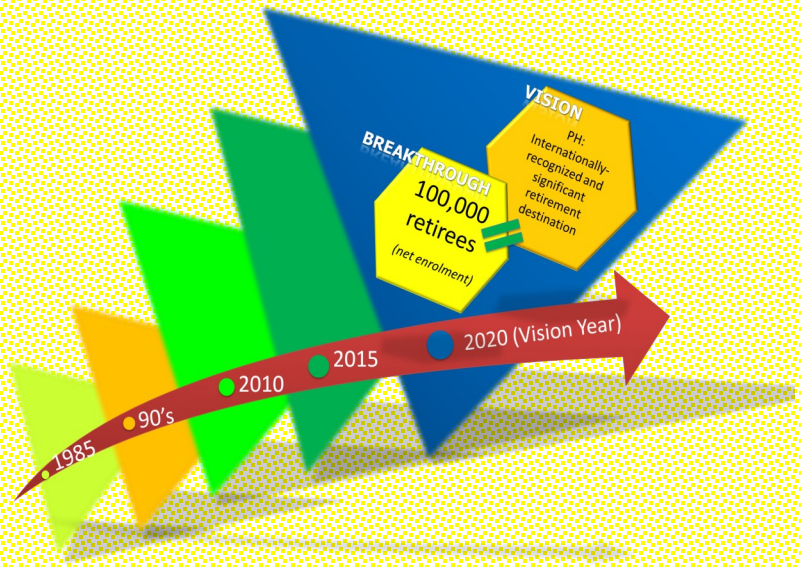 VISION
PH:
Internationally-
recognized and
significant
retirement
destination
BREAKTHROUGH
100,000
retirees
(net enrolment)
=
2020 (Vision Year)
2015
2010
90's
1985